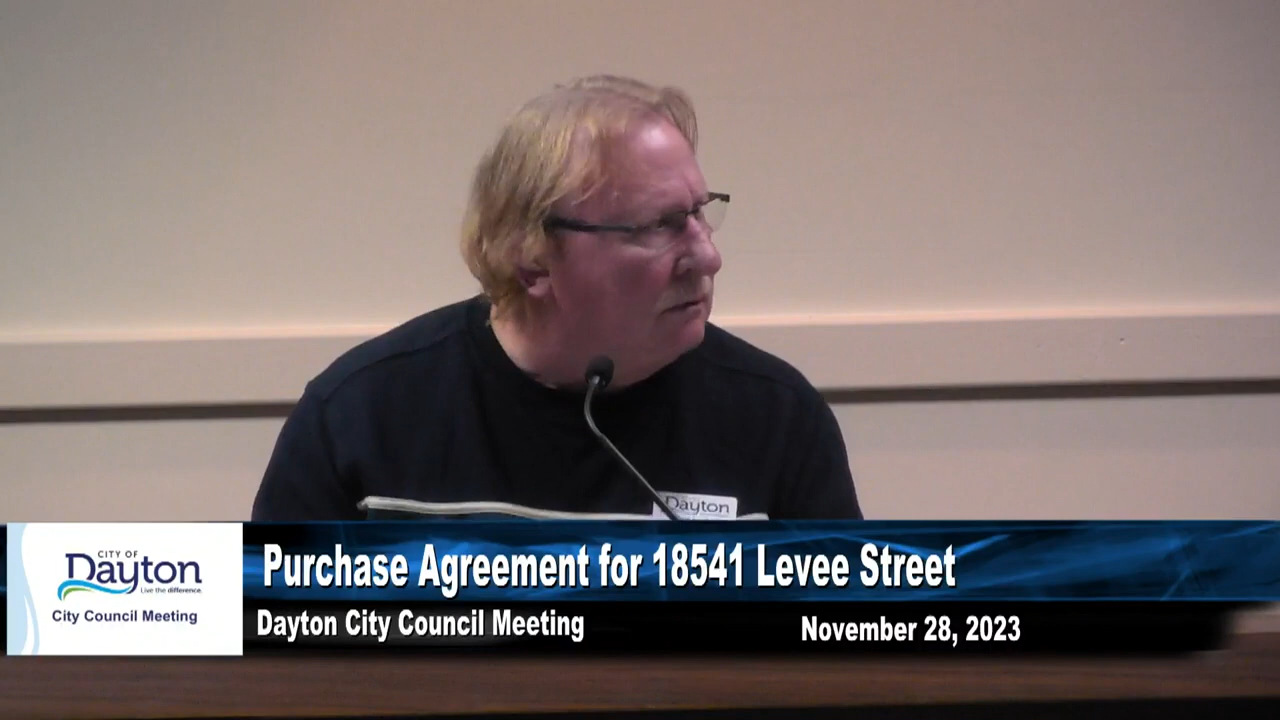 Dayton
CITY OF
Dayton
Live the difference.
City Council Meeting
Purchase Agreement for 18541 Levee Street
Dayton City Council Meeting
November 28, 2023